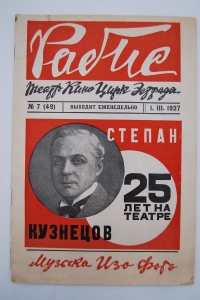 Рабис
Театр Кино Цирк Эстрада
№ 7 (49) ВЫХОДИТ ЕЖЕНЕДЕЛЬНО 1. III. 1927
СТЕПАН
25
ЛЕТ НА
ТЕАТРЕ
КУЗНЕЦОВ
Музыка Изо Фото